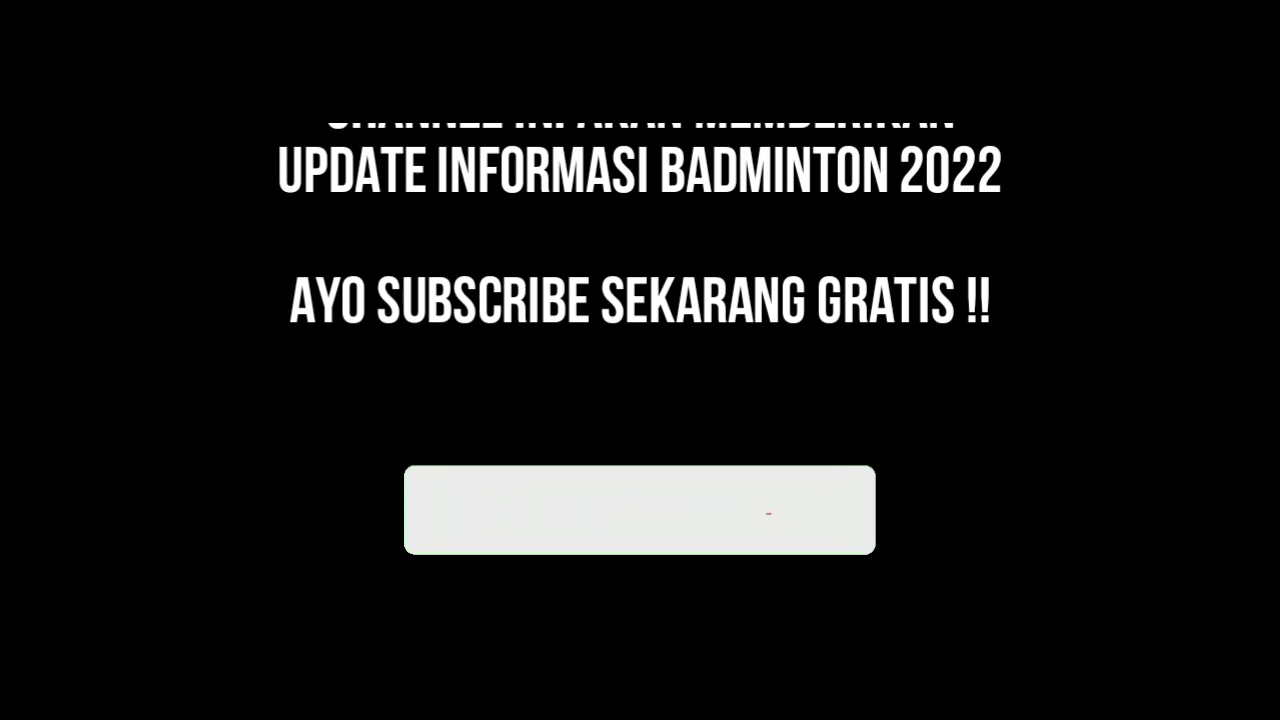 UPDATE INFORMASI BADMINTON 2022
AYO SUBSCRIBE SEKARANG GRATIS !!